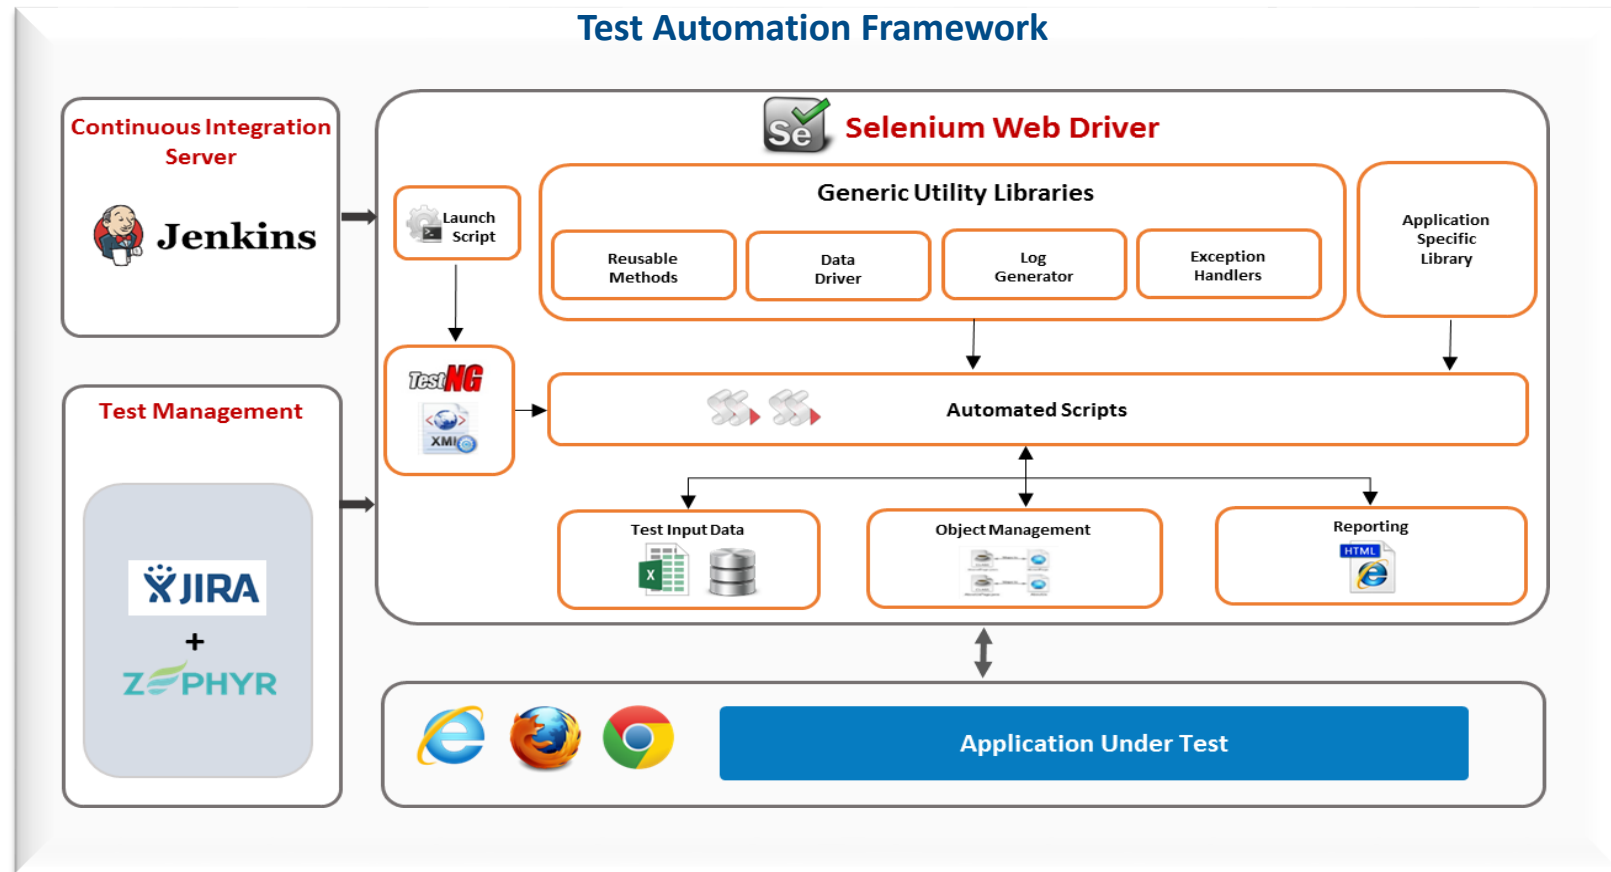 Test Automation Framework
Continuous Integration
Server
Jenkins
Se
Selenium Web Driver
Launch
Script
Generic Utility Libraries
Reusable
Methods
Data
Driver
Log
Generator
Exception
Handlers
Application
Specific
Library
Test Management
TestNG
XML
Automated Scripts
JIRA
+
ZEPHYR
Test Input Data
X
Object Management
Reporting
HTML
Application Under Test